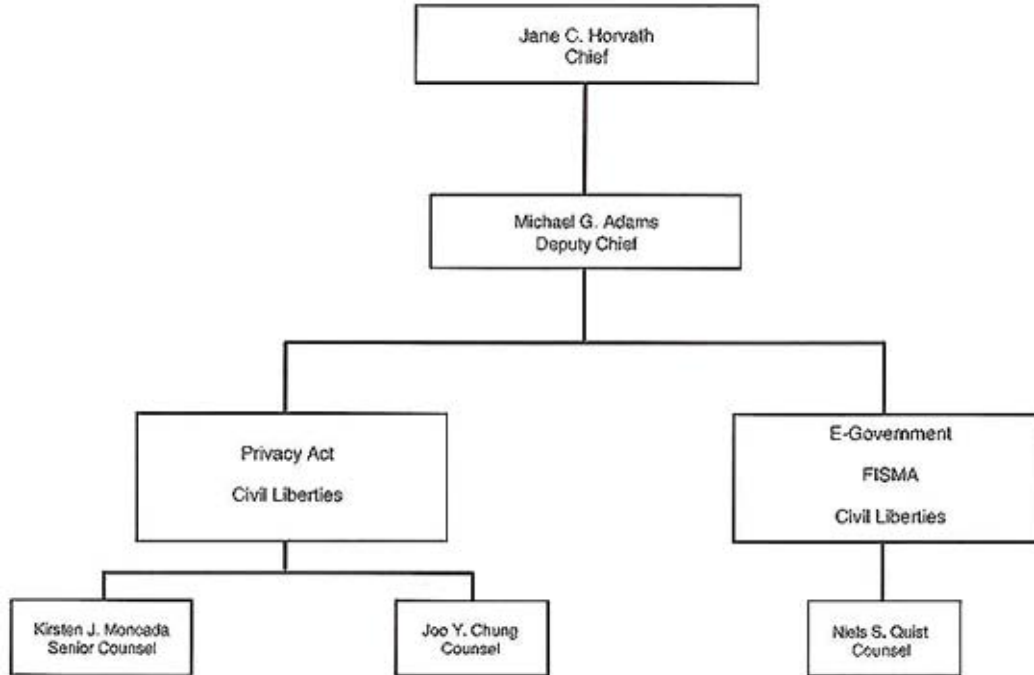 Jane C. Horvath
Chief
Michael G. Adams
Deputy Chief
Privacy Act
Civil Liberties
E-Government
FISMA
Civil Liberties
Kirsten J. Moncada
Senior Counsel
Joo Y. Chung
Counsel
Niels S. Quist
Counsel